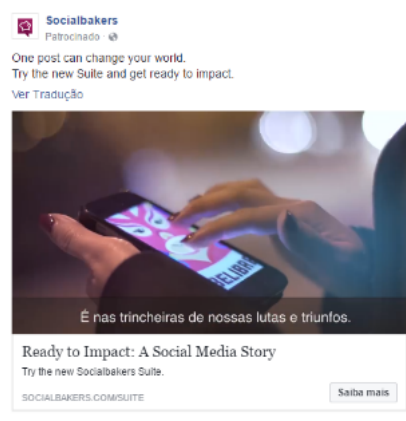 Socialbakers
Patrocinado
One post can change your world.
Try the new Suite and get ready to impact.
Ver Tradução
É nas trincheiras de nossas lutas e triunfos.
Ready to Impact: A Social Media Story
Try the new Socialbakers Suite.
SOCIALBAKERS.COM/SUITE
Saiba mais